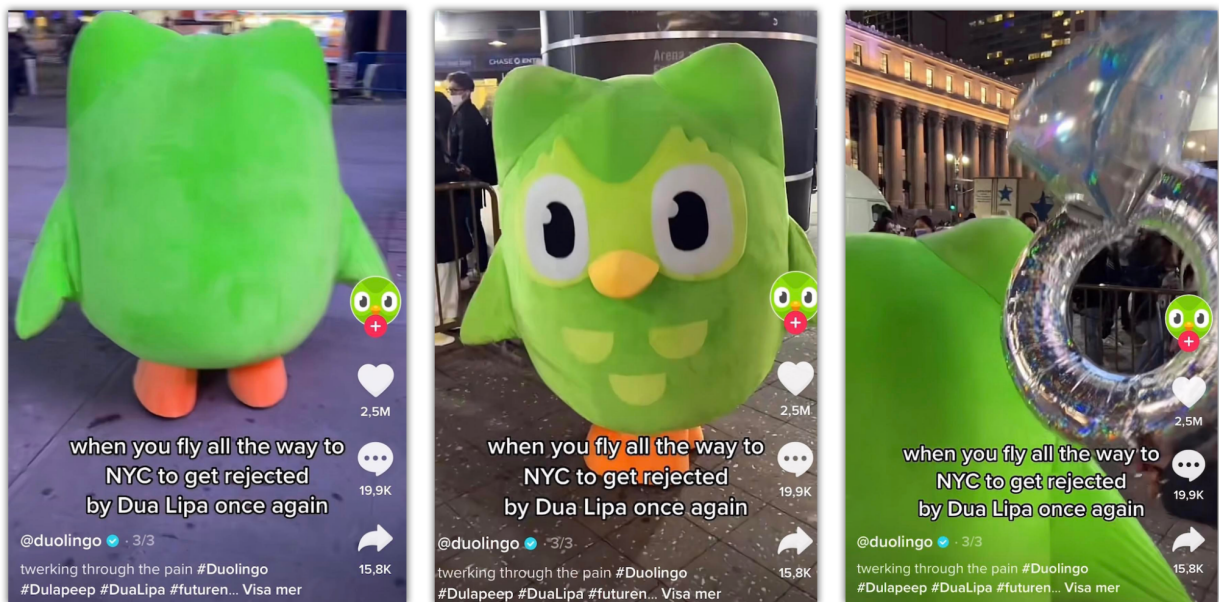 when you fly all the way to
NYC to get rejected
by Dua Lipa once again
2,5M
19,9K
15,8K
@duolingo · 3/3
twerking through the pain #Duolingo
#Dulapeep #DuaLipa #futuren... Visa mer
CHASE
Arena
when you fly all the way to
NYC to get rejected
by Dua Lipa once again
2,5M
19,9K
15,8K
@duolingo · 3/3
twerking through the pain #Duolingo
#Dulapeep #DuaLipa #futuren... Visa mer
when you fly all the way to
NYC to get rejected
by Dua Lipa once again
2,5M
19,9K
15,8K
@duolingo · 3/3
twerking through the pain #Duolingo
#Dulapeep #DuaLipa #futuren... Visa mer